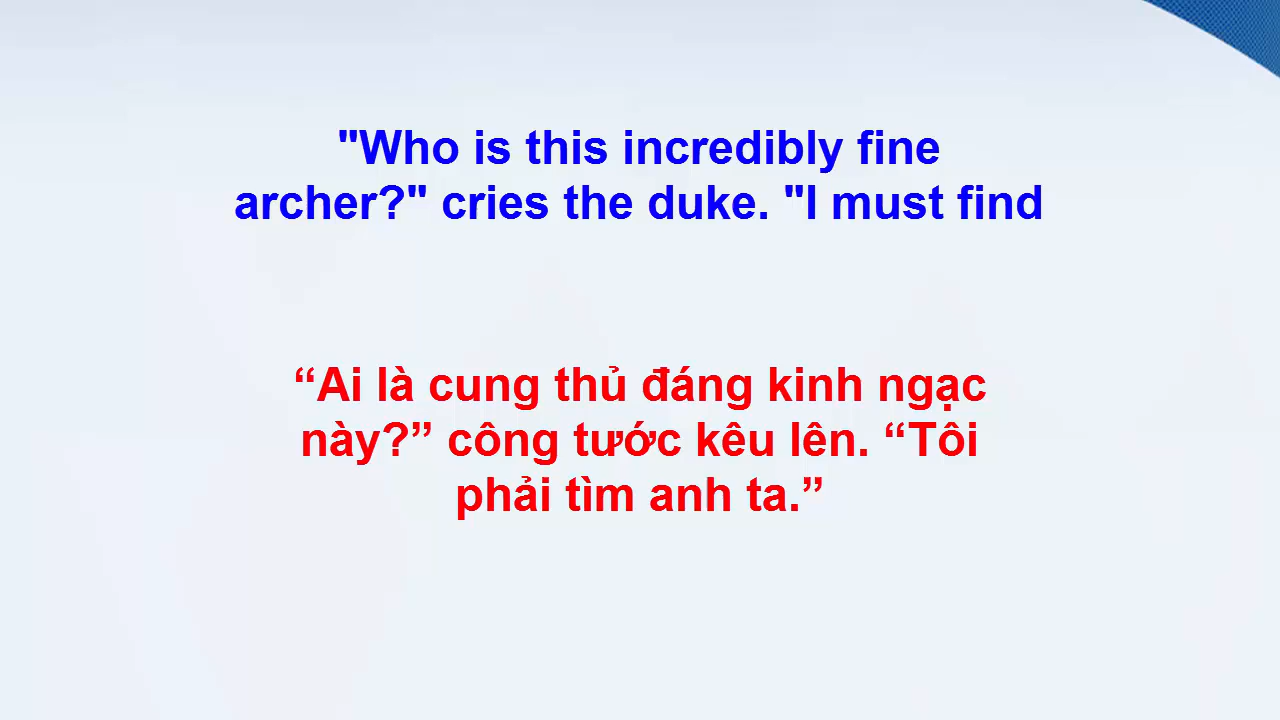 "Who is this incredibly fine
archer?" cries the duke. "I must find
“Ai là cung thủ đáng kinh ngạc
này?” công tước kêu lên. “Tôi
phải tìm anh ta.”